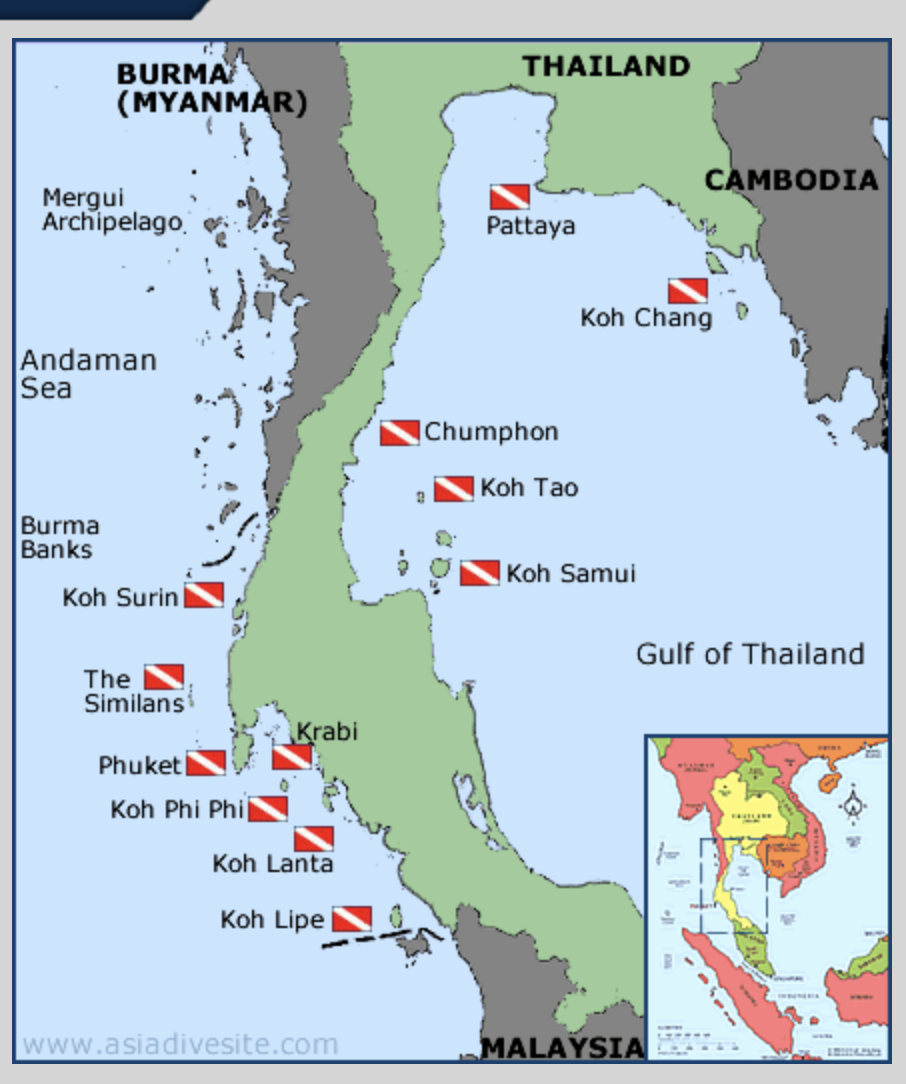 BURMA
(MYANMAR)
THAILAND
CAMBODIA
Mergui
Archipelago
Pattaya
Koh Chang
Andaman
Sea
Chumphon
Koh Tao
Burma
Banks
Koh Surin
Koh Samui
Gulf of Thailand
The
Similans
Krabi
Phuket
Koh Phi Phi
Koh Lanta
Koh Lipe
www.asiadivesite.com
MALAYSIA
THAILAND